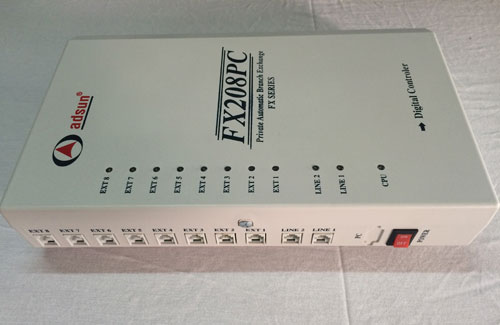 adsun®
FX208PC
Private Automatic Branch Exchange
FX SERIES
Digital Controler
EXT 8
EXT 7
EXT 6
EXT 5
EXT 4
EXT 3
EXT 2
EXT 1
LINE 2
LINE 1
CPU
EXT 8
EXT 7
EXT 6
EXT 5
EXT 4
EXT 3
EXT 2
EXT 1
LINE 2
LINE 1
PC
POWER